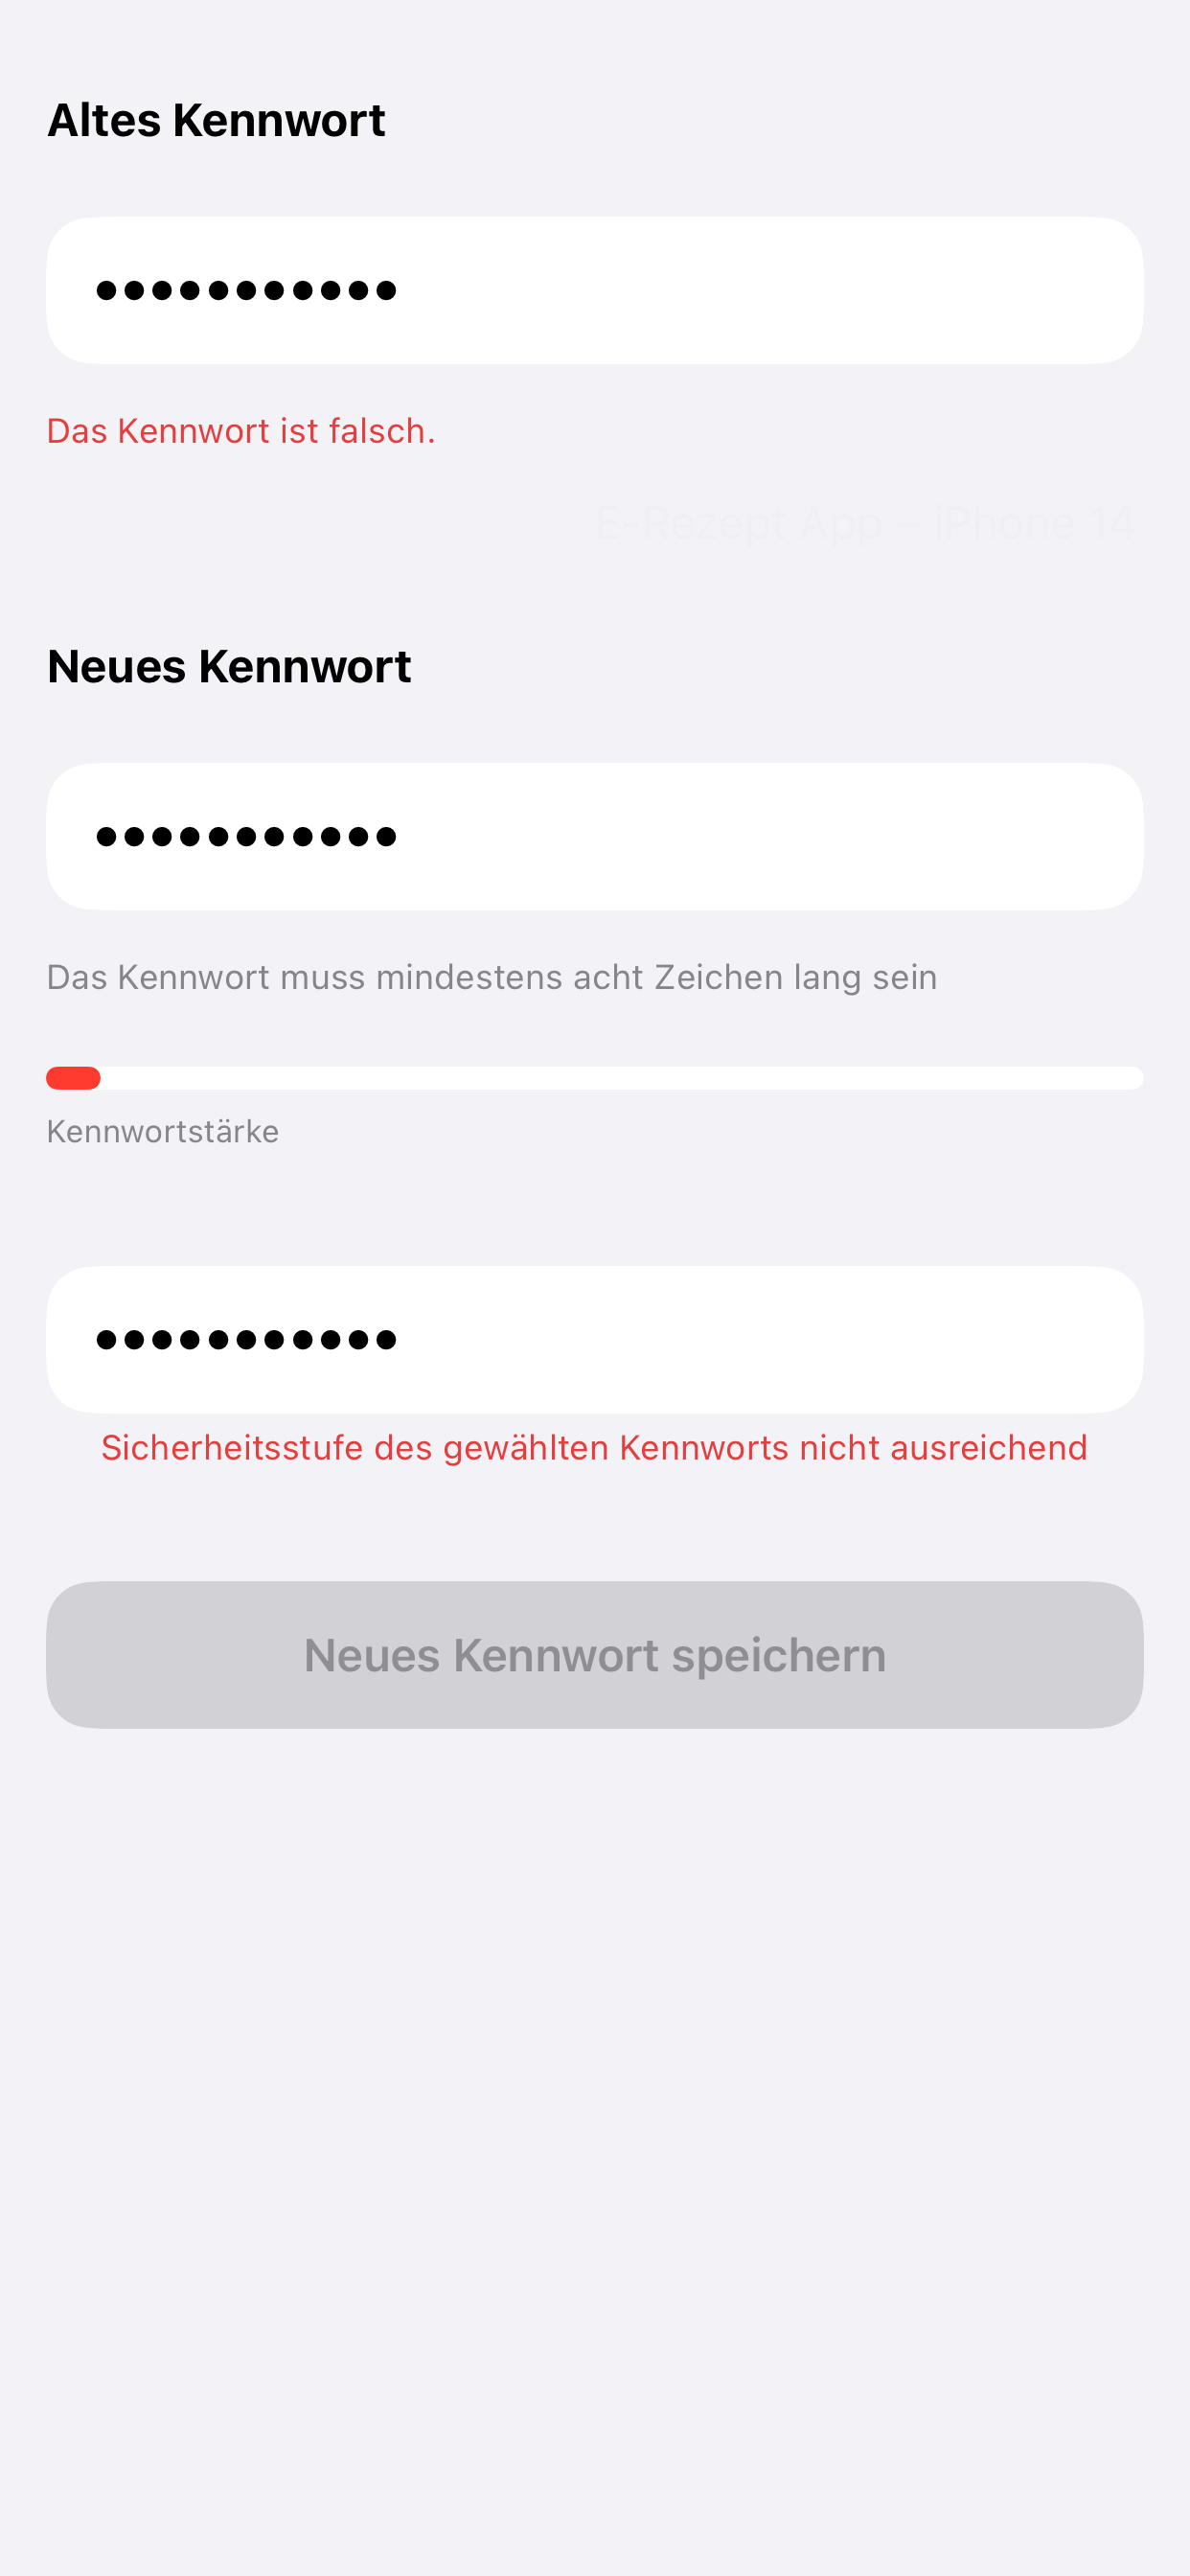 Altes Kennwort
●●●●●●●●●●●
Das Kennwort ist falsch.
E-Rezept App – iPhone 14
Neues Kennwort
●●●●●●●●●●●
Das Kennwort muss mindestens acht Zeichen lang sein
Kennwortstärke
●●●●●●●●●●●
Sicherheitsstufe des gewählten Kennworts nicht ausreichend
Neues Kennwort speichern